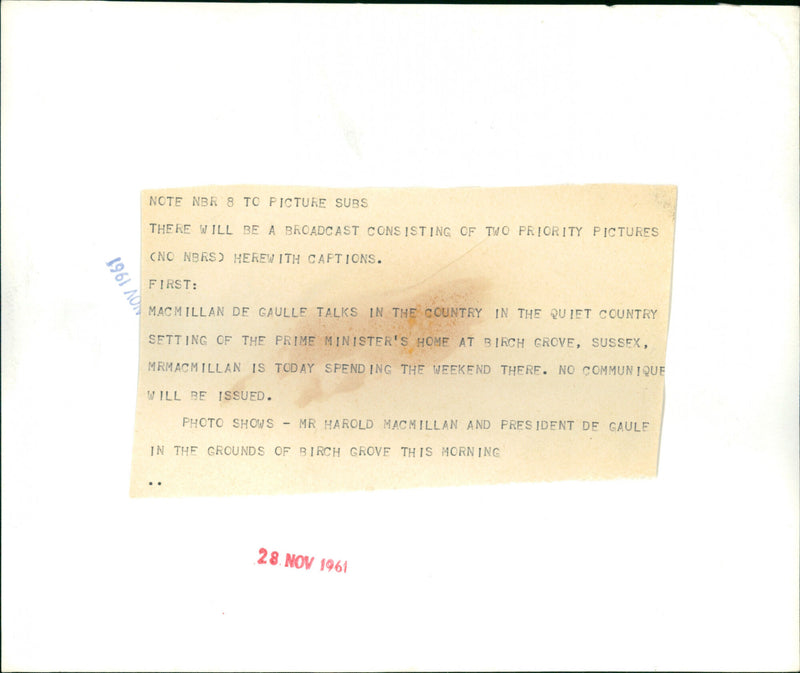 NOTE NBR 8 TO PICTURE SUBS
THERE WILL BE A BROADCAST CONSISTING OF TWO PRIORITY PICTURES
(NO NBRS) HEREWITH CAPTIONS.
FIRST:
NOV 1961
MACMILLAN DE GAULLE TALKS IN THE COUNTRY IN THE QUIET COUNTRY
SETTING OF THE PRIME MINISTER'S HOME AT BIRCH GROVE, SUSSEX,
MRMACMILLAN IS TODAY SPENDING THE WEEKEND THERE. NO COMMUNIQUE
WILL BE ISSUED.
PHOTO SHOWS - MR HAROLD MACMILLAN AND PRESIDENT DE GAULE
IN THE GROUNDS OF BIRCH GROVE THIS MORNING
..
28 NOV 1961